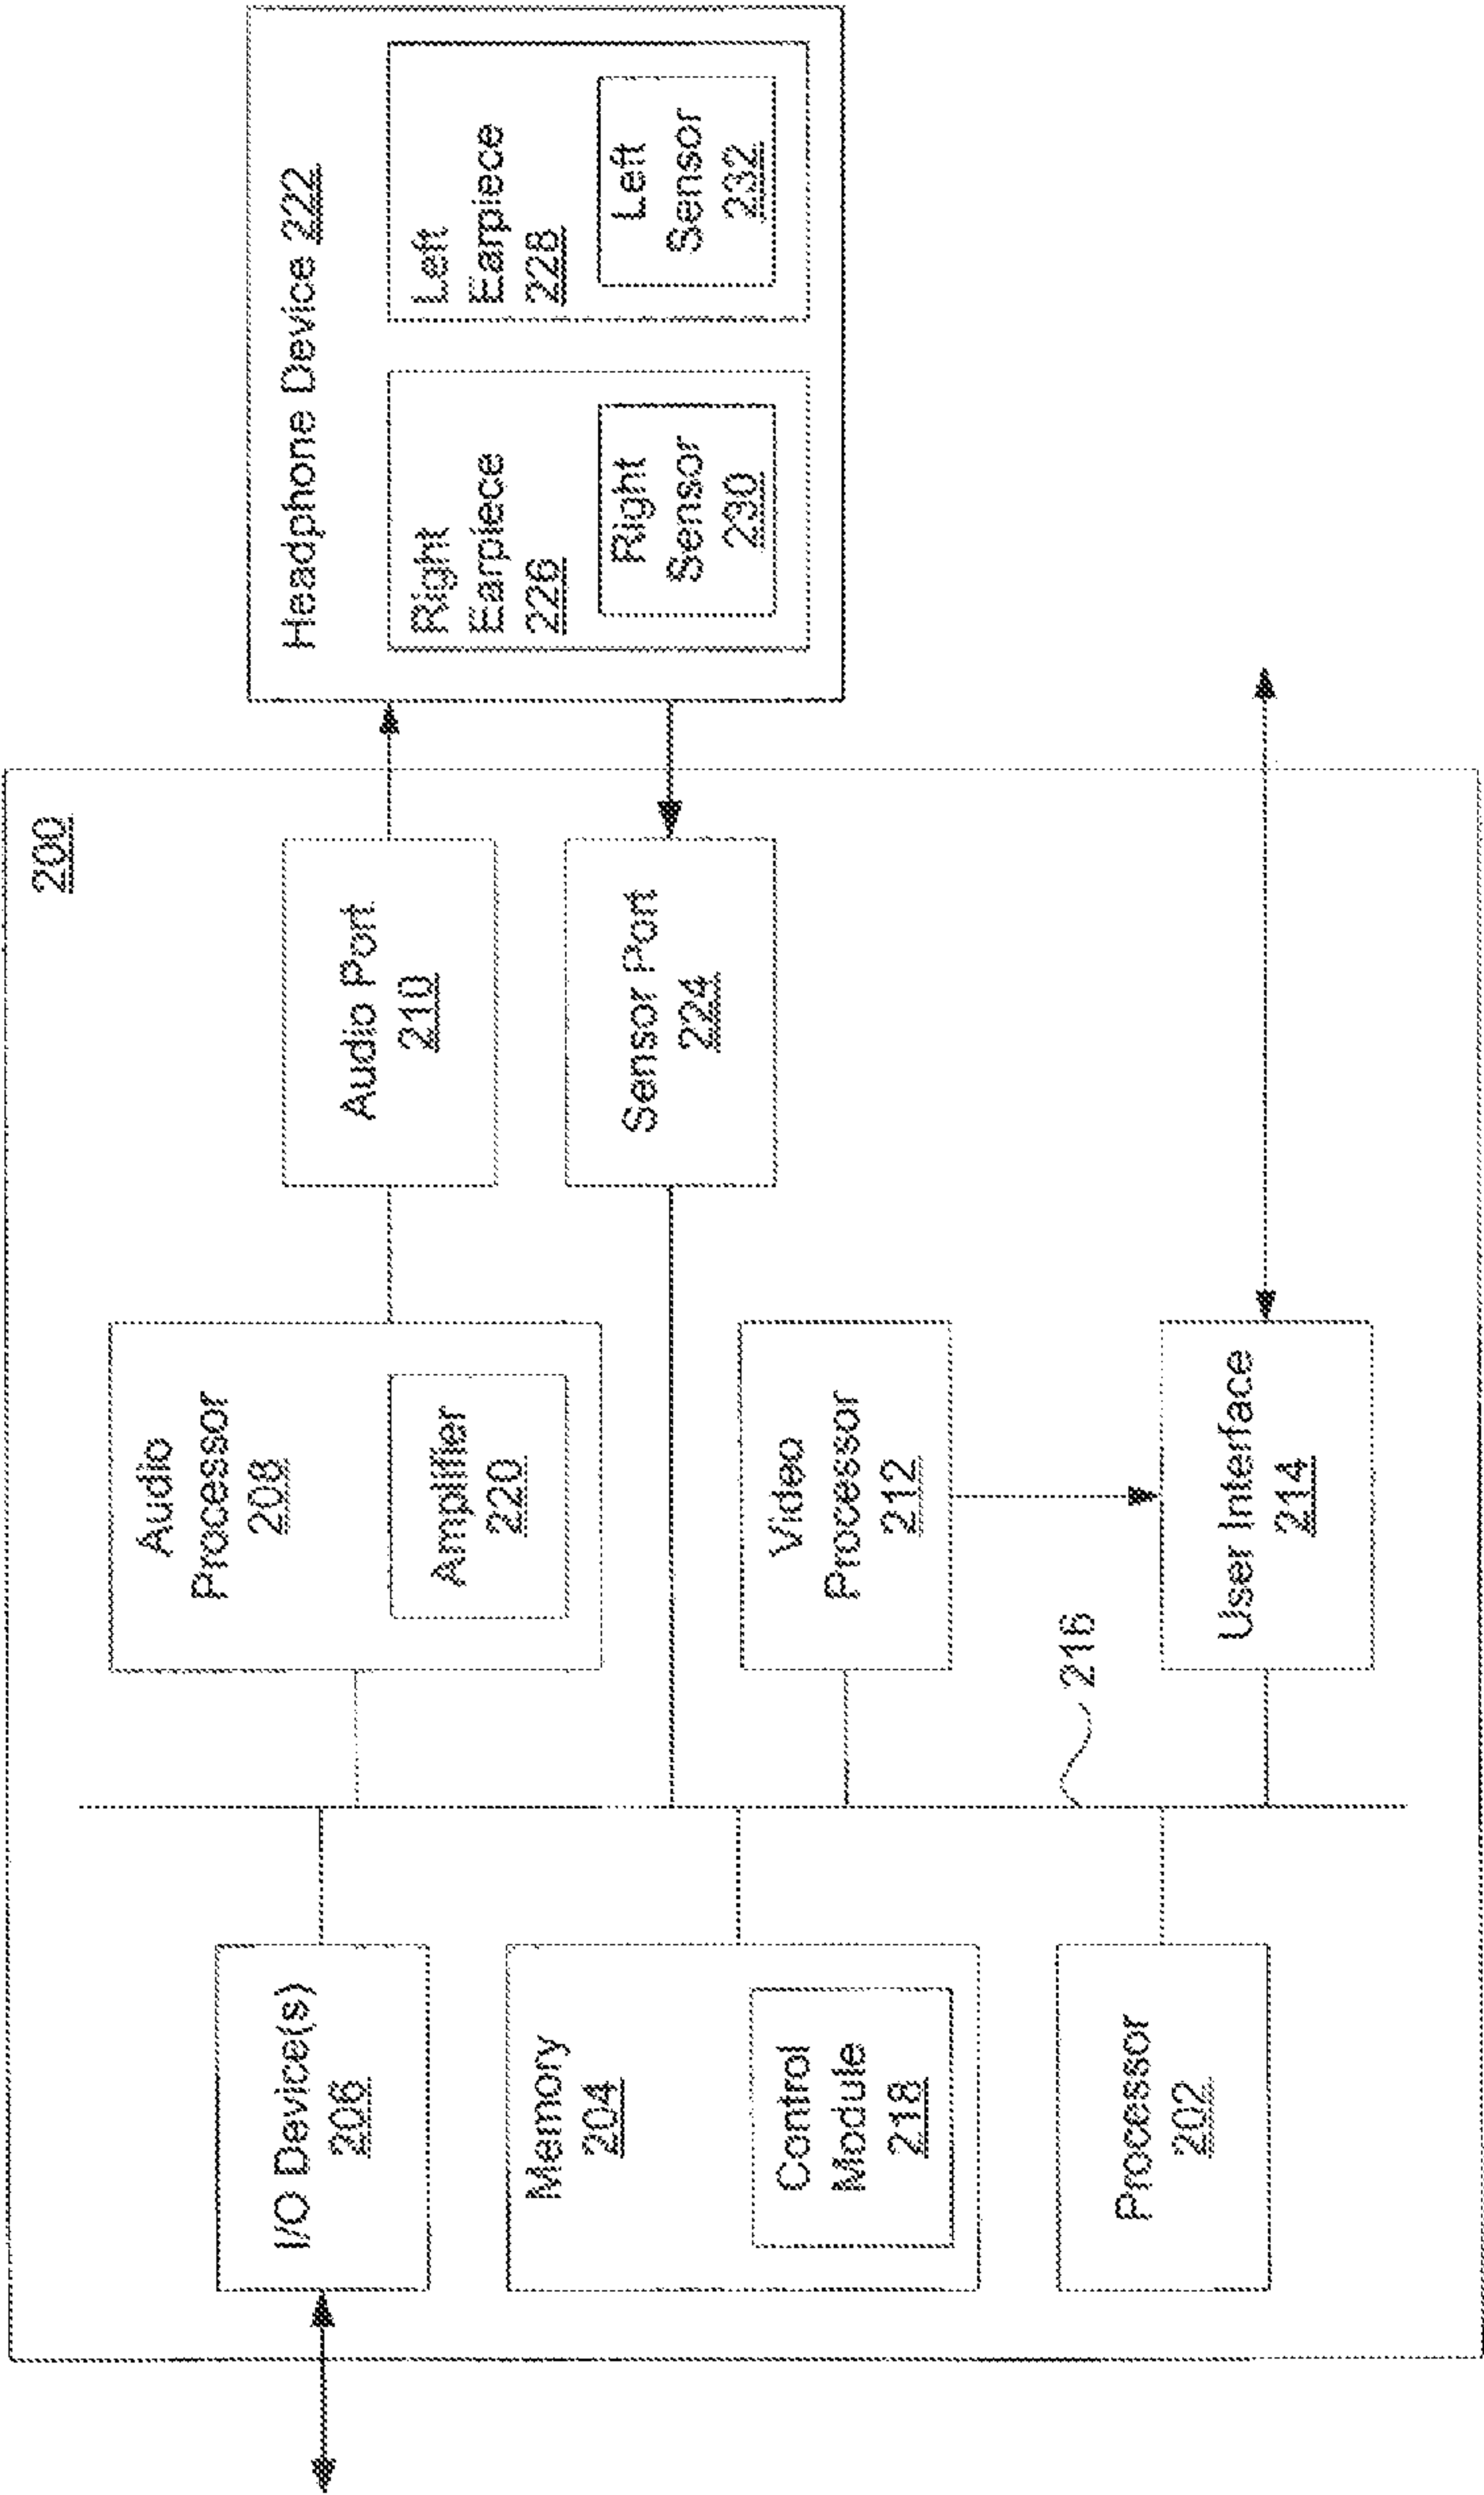 200
I/O Device(s)
206
Memory
204
Control
Module
218
Processor
202
216
Audio
Processor
208
Amplifier
220
Video
Processor
212
User Interface
214
Audio Port
210
Sensor Port
224
Headphone Device 222
Right
Earpiece
226
Right
Sensor
230
Left
Earpiece
228
Left
Sensor
232